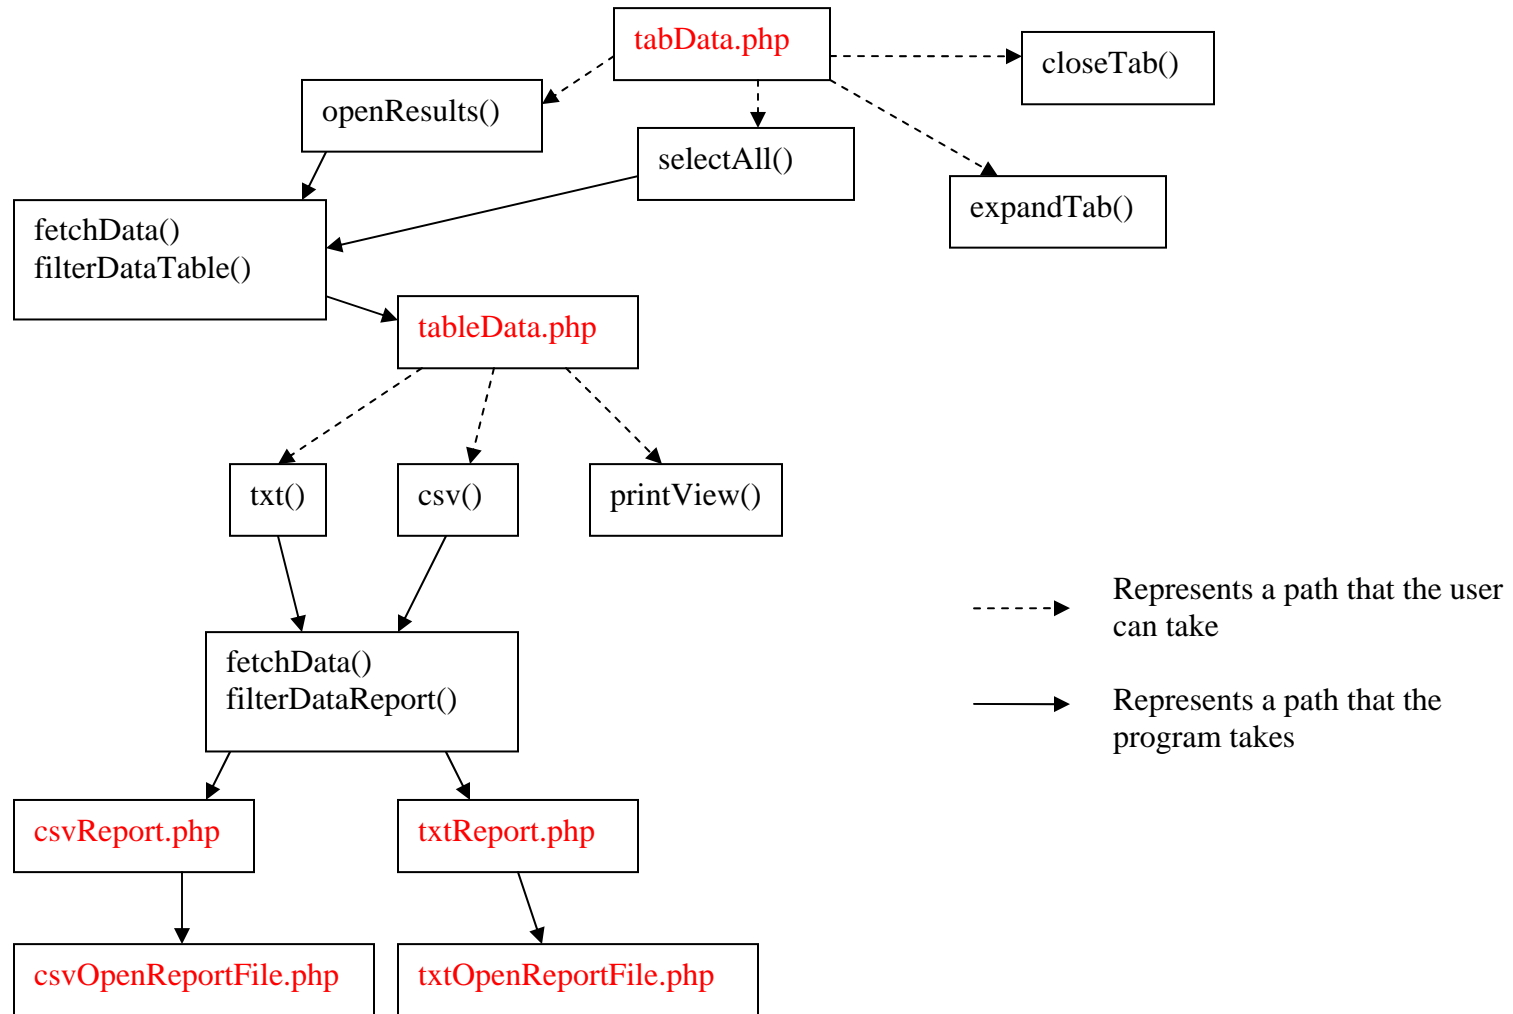 tabData.php
closeTab()
openResults()
selectAll()
expandTab()
fetchData()
filterDataTable()
tableData.php
txt()
csv()
printView()
Represents a path that the user
can take
fetchData()
filterDataReport()
Represents a path that the
program takes
csvReport.php
txtReport.php
csvOpenReportFile.php
txtOpenReportFile.php